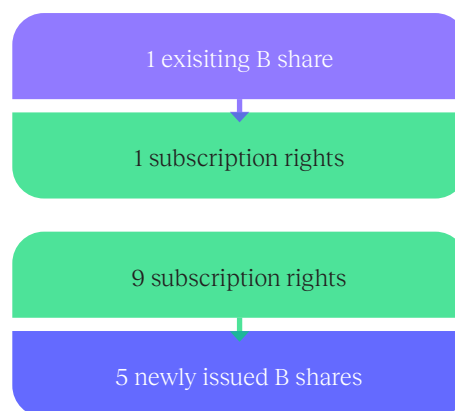 1 exisiting B share
1 subscription rights
9 subscription rights
5 newly issued B shares